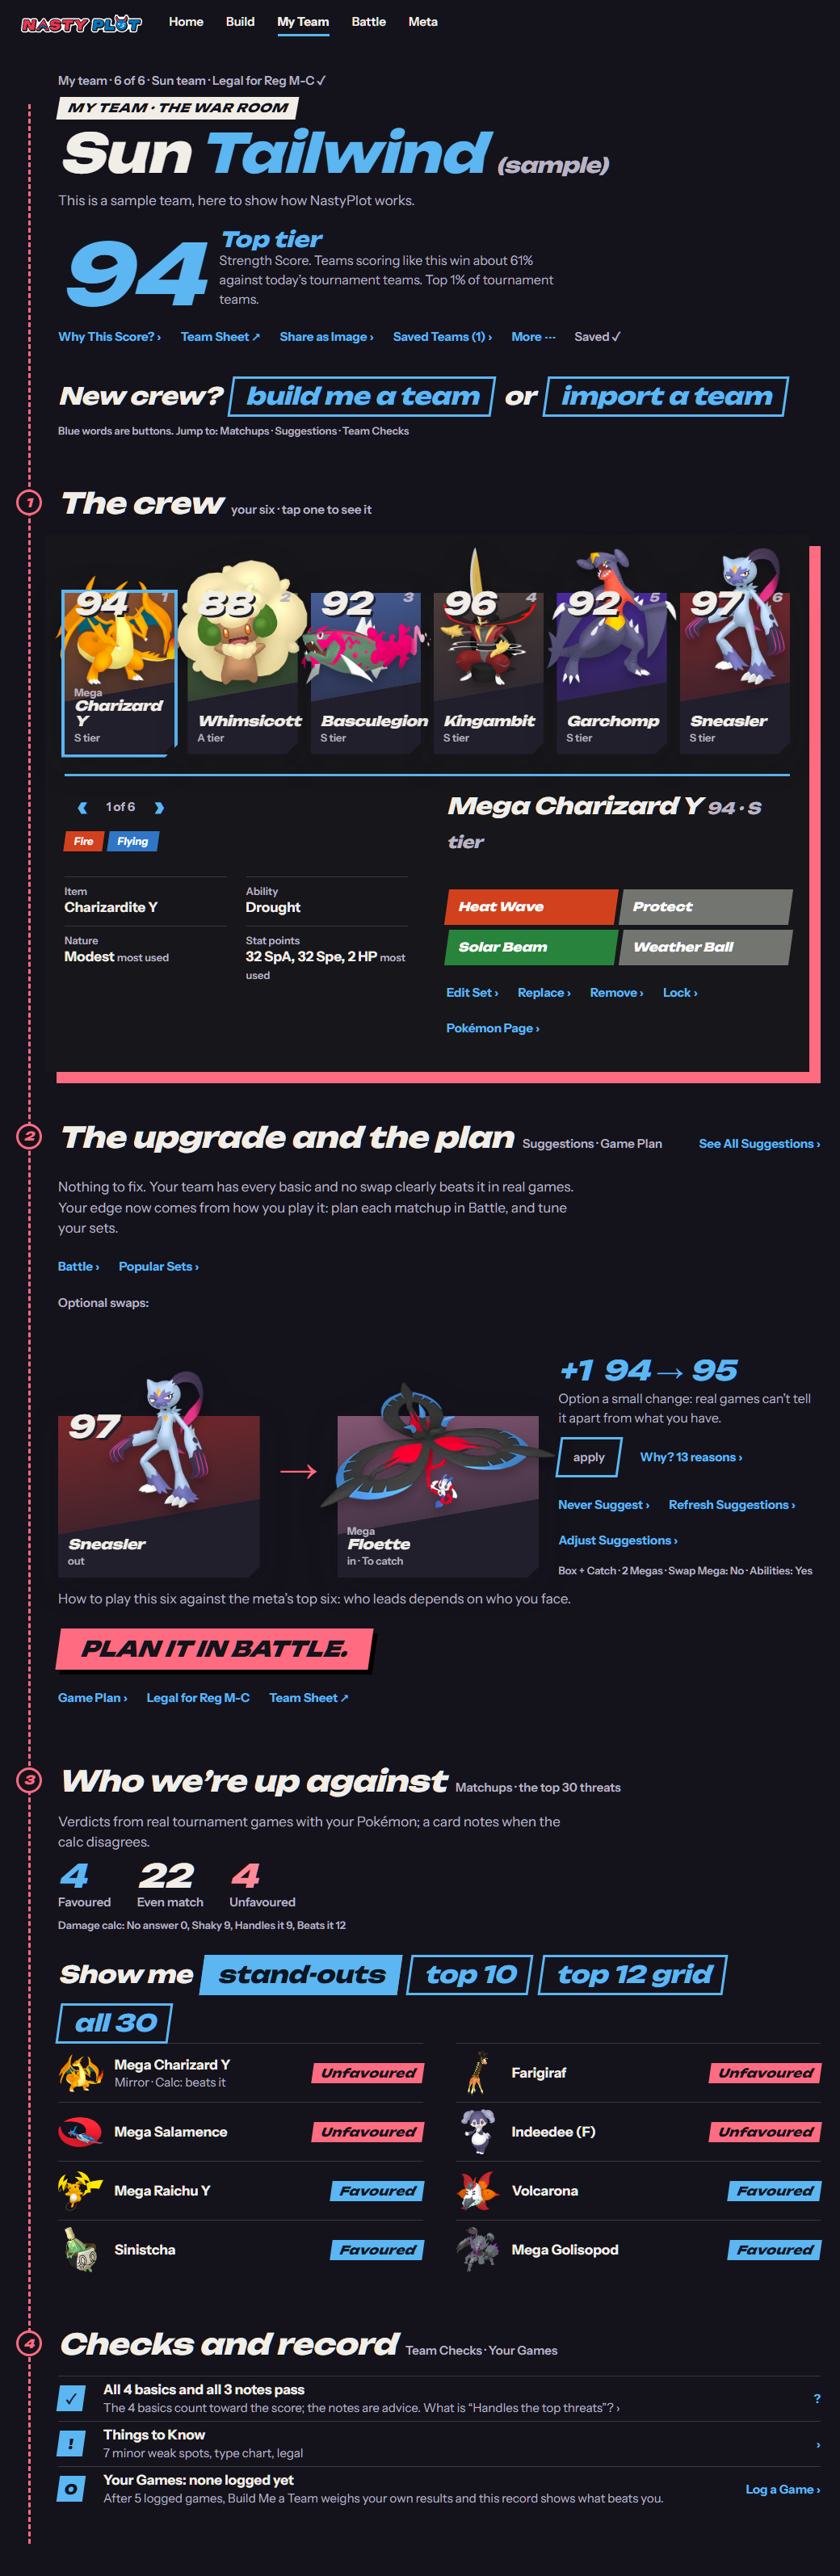 NASTY PLOT
Home Build My Team Battle Meta
My team · 6 of 6 · Sun team · Legal for Reg M-C ✓
MY TEAM · THE WAR ROOM
Sun Tailwind (sample)
This is a sample team, here to show how NastyPlot works.
94
Top tier
Strength Score. Teams scoring like this win about 61%
against today's tournament teams. Top 1% of tournament
teams.
Why This Score? › Team Sheet ↗ Share as Image › Saved Teams (1) › More ··· Saved ✓
New crew? build me a team or import a team
Blue words are buttons. Jump to: Matchups · Suggestions · Team Checks
1
The crew your six · tap one to see it
94 1
Mega
Charizard
Y
S tier
88 2
Whimsicott
A tier
92 3
Basculegion
S tier
96 4
Kingambit
S tier
92 5
Garchomp
S tier
97 6
Sneasler
S tier
‹ 1 of 6 ›
Fire Flying
Item
Charizardite Y
Ability
Drought
Nature
Modest most used
Stat points
32 SpA, 32 Spe, 2 HP most
used
Mega Charizard Y 94 · S
tier
Heat Wave Protect
Solar Beam Weather Ball
Edit Set › Replace › Remove › Lock ›
Pokémon Page ›
2
The upgrade and the plan Suggestions · Game Plan See All Suggestions ›
Nothing to fix. Your team has every basic and no swap clearly beats it in real games.
Your edge now comes from how you play it: plan each matchup in Battle, and tune
your sets.
Battle › Popular Sets ›
Optional swaps:
97
Sneasler
out
→
Mega
Floette
in · To catch
+1 94 → 95
Option a small change: real games can't tell
it apart from what you have.
apply Why? 13 reasons ›
Never Suggest › Refresh Suggestions ›
Adjust Suggestions ›
Box + Catch · 2 Megas · Swap Mega: No · Abilities: Yes
How to play this six against the meta's top six: who leads depends on who you face.
PLAN IT IN BATTLE.
Game Plan › Legal for Reg M-C Team Sheet ↗
3
Who we're up against Matchups · the top 30 threats
Verdicts from real tournament games with your Pokémon; a card notes when the
calc disagrees.
4 22 4
Favoured Even match Unfavoured
Damage calc: No answer 0, Shaky 9, Handles it 9, Beats it 12
Show me stand-outs top 10 top 12 grid
all 30
Mega Charizard Y Unfavoured
Mirror · Calc: beats it
Farigiraf Unfavoured
Mega Salamence Unfavoured
Indeedee (F) Unfavoured
Mega Raichu Y Favoured
Volcarona Favoured
Sinistcha Favoured
Mega Golisopod Favoured
4
Checks and record Team Checks · Your Games
✓ All 4 basics and all 3 notes pass
The 4 basics count toward the score; the notes are advice. What is "Handles the top threats"? ›
?
! Things to Know
7 minor weak spots, type chart, legal
›
O Your Games: none logged yet
After 5 logged games, Build Me a Team weighs your own results and this record shows what beats you.
Log a Game ›